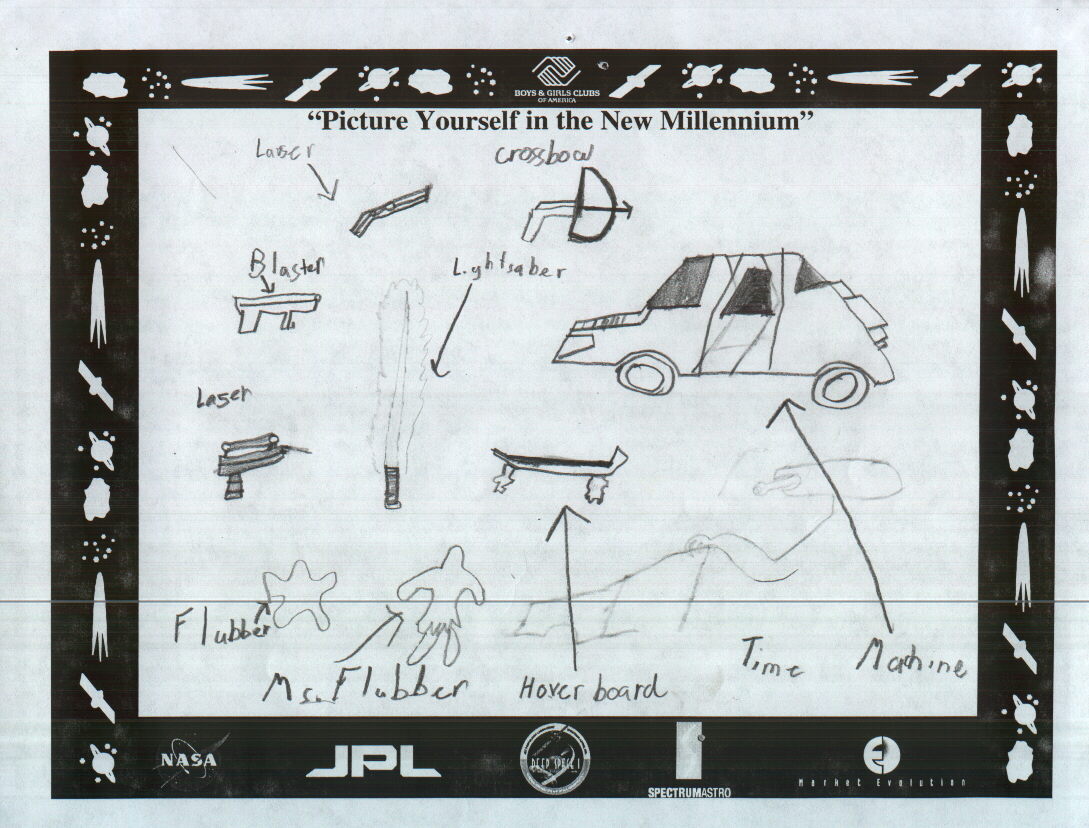 BOYS & GIRLS CLUBS
OF AMERICA
“Picture Yourself in the New Millennium”
Laser
crossbow
Blaster
Lightsaber
Laser
Flubber
Ms. Flubber
Hover board
Time Machine
NASA
JPL
DEEP SPACE 1
SPECTRUMASTRO
Market Evolution